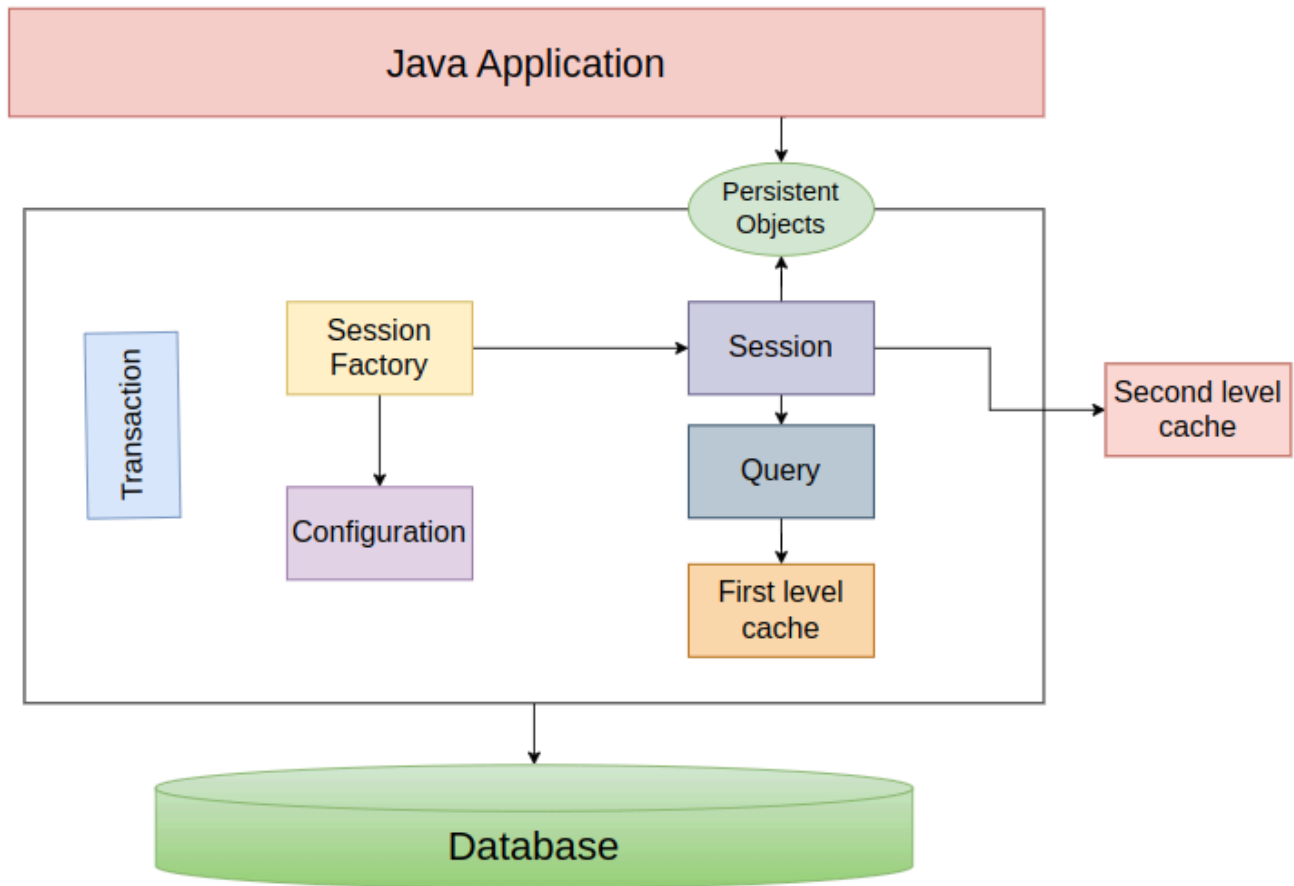 Java Application
Persistent
Objects
Session
Factory
Session
Transaction
Second level
cache
Query
Configuration
First level
cache
Database